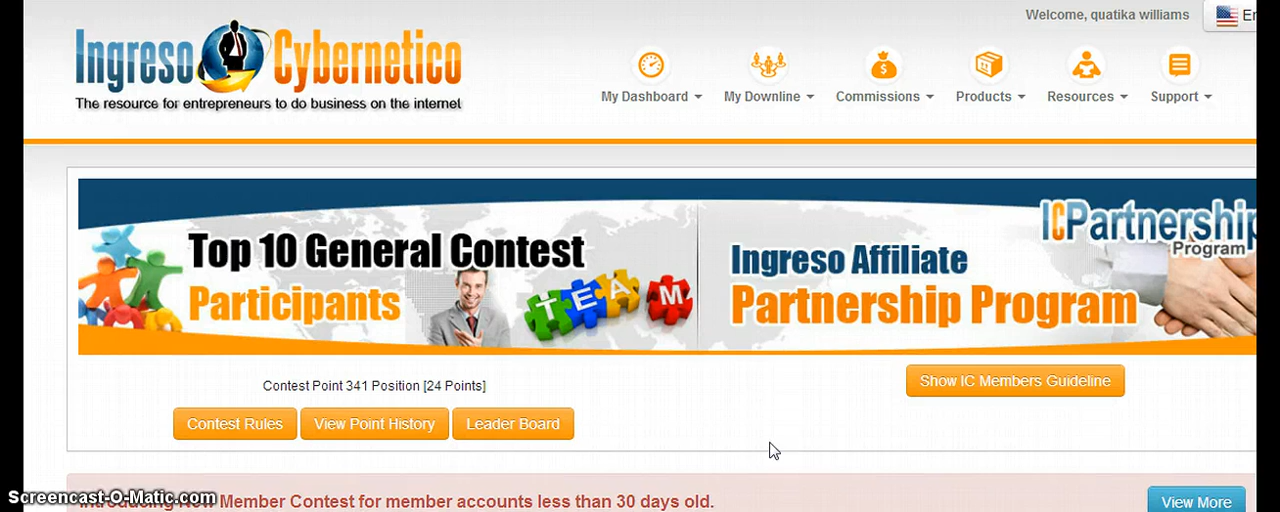 Welcome, quatika williams
Ingreso Cybernetico
The resource for entrepreneurs to do business on the internet
My Dashboard
My Downline
Commissions
Products
Resources
Support
Top 10 General Contest
Participants
TEAM
ICPartnership
Program
Ingreso Affiliate
Partnership Program
Contest Point 341 Position [24 Points]
Show IC Members Guideline
Contest Rules
View Point History
Leader Board
Member Contest for member accounts less than 30 days old.
View More
Screencast-O-Matic.com